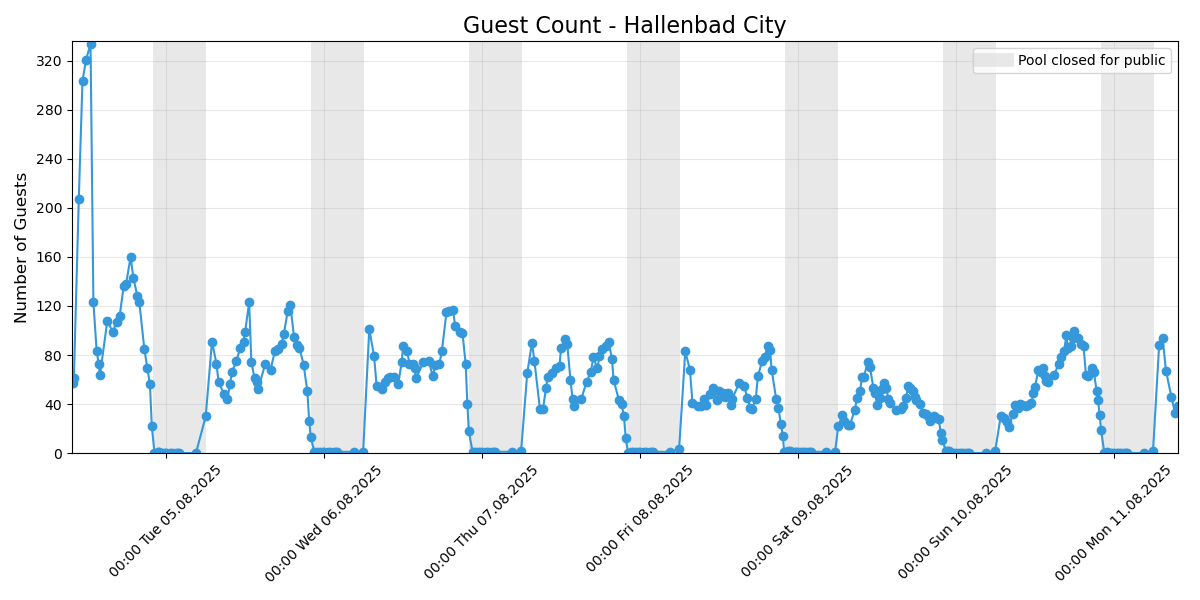 Guest Count - Hallenbad City
Pool closed for public
Number of Guests
320
280
240
200
160
120
80
40
0
00:00 Tue 05.08.2025
00:00 Wed 06.08.2025
00:00 Thu 07.08.2025
00:00 Fri 08.08.2025
00:00 Sat 09.08.2025
00:00 Sun 10.08.2025
00:00 Mon 11.08.2025